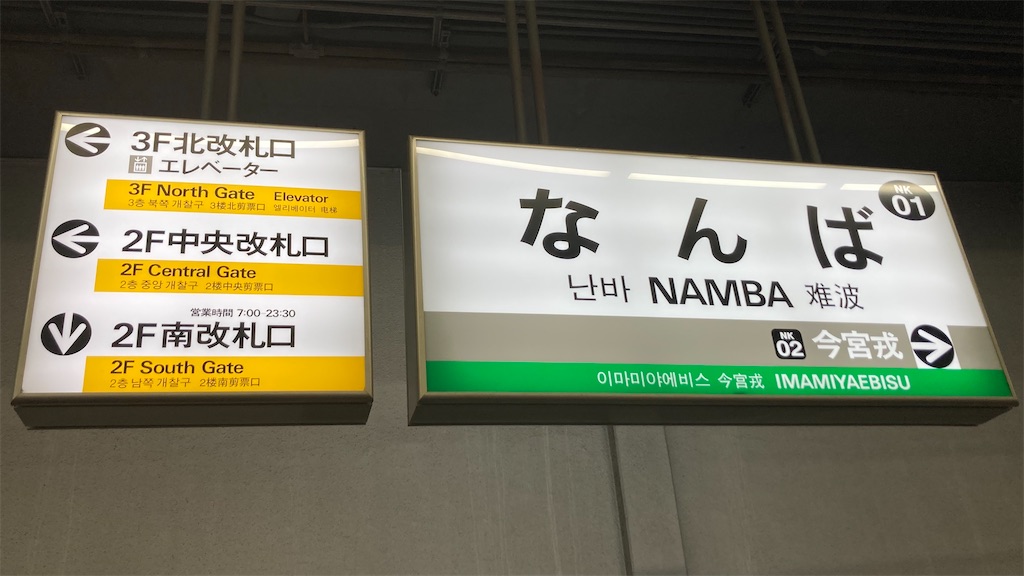 3F北改札口
エレベーター
3F North Gate Elevator
3층 북쪽 개찰구 3楼北剪票口 엘리베이터 电梯
2F中央改札口
2F Central Gate
2층 중앙 개찰구 2楼中央剪票口
営業時間 7:00-23:30
2F南改札口
2F South Gate
2층 남쪽 개찰구 2楼南剪票口
NK
01
なんば
난바 NAMBA 难波
NK
02
今宮戎
이마미야에비스 今宫戎 IMAMIYAEBISU